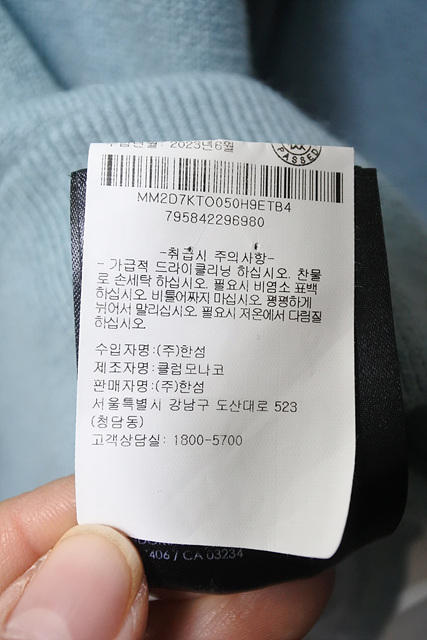 수입년월: 2023년6월
PASSED
MM2D7KTO050H9ETB4
795842296980
-취급시 주의사항-
- 가급적 드라이클리닝 하십시오. 찬물
로 손세탁 하십시오. 필요시 비염소 표백
하십시오. 비틀어짜지 마십시오. 평평하게
뉘어서 말리십시오. 필요시 저온에서 다림질
하십시오.
수입자명:(주)한섬
제조자명:클럽모나코
판매자명:(주)한섬
서울특별시 강남구 도산대로 523
(청담동)
고객상담실: 1800-5700
406 / CA 03234